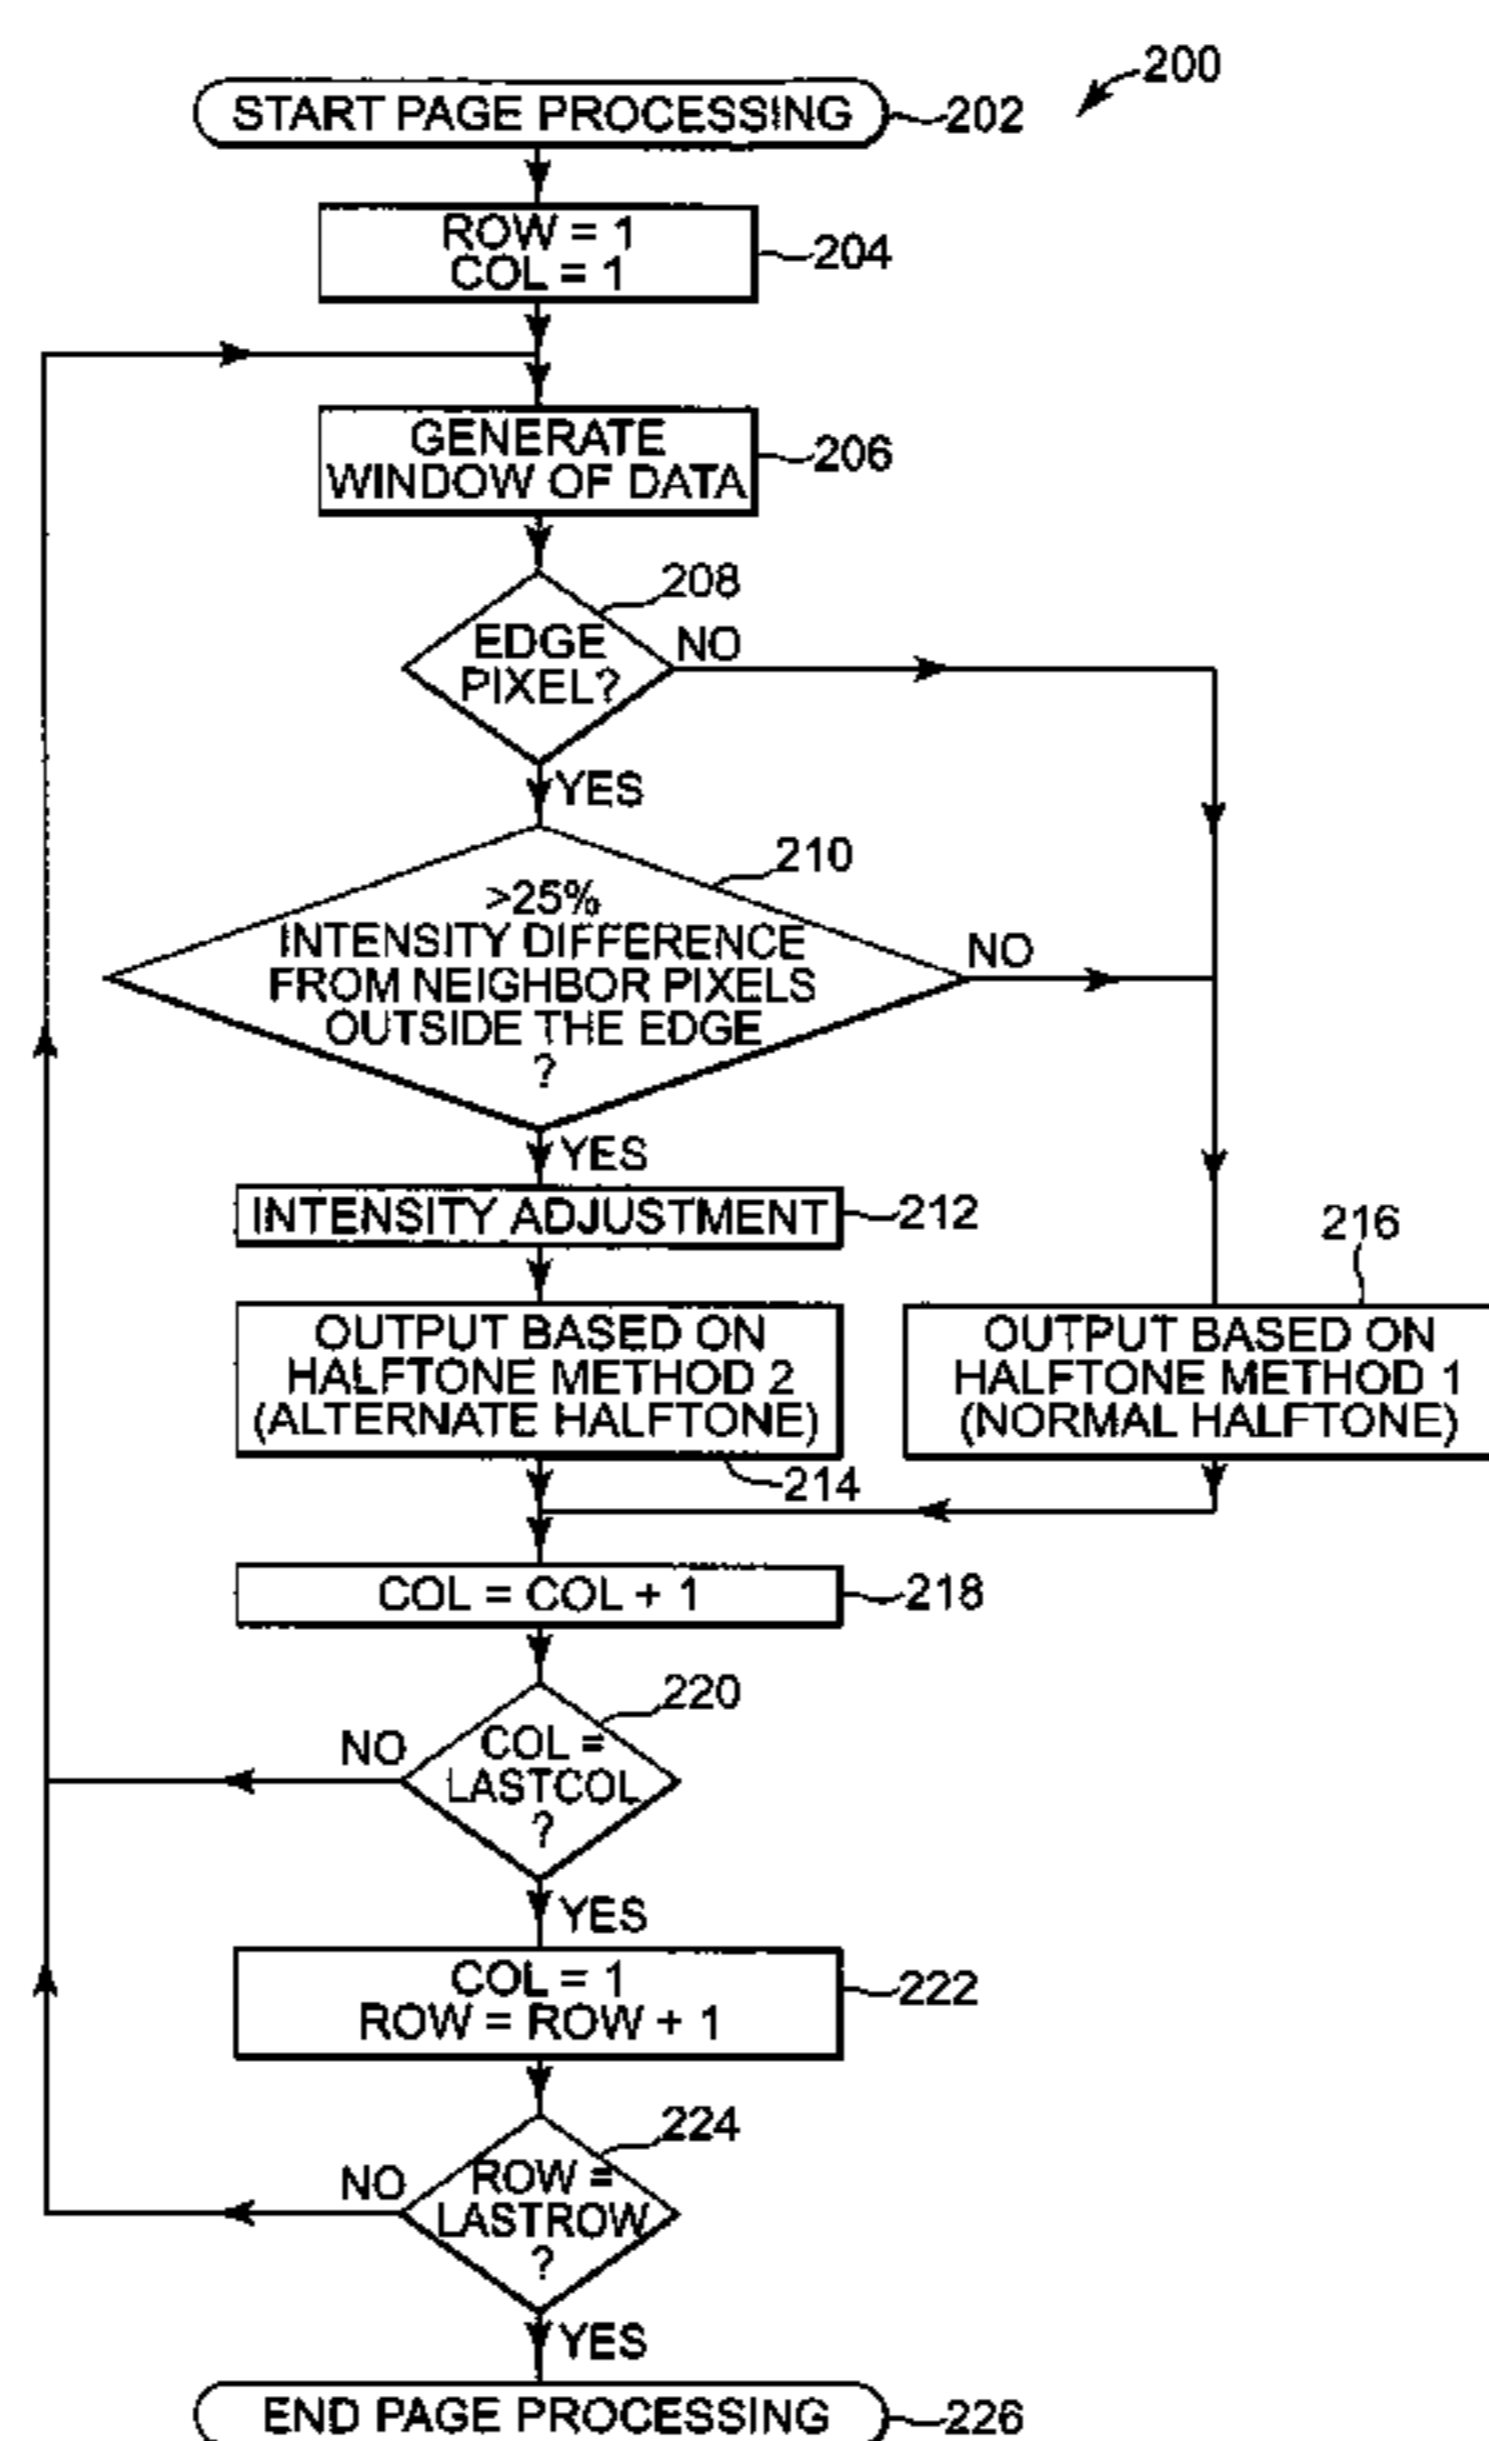 200
START PAGE PROCESSING
202
ROW = 1
COL = 1
204
GENERATE
WINDOW OF DATA
206
208
EDGE
PIXEL?
NO
YES
210
>25%
INTENSITY DIFFERENCE
FROM NEIGHBOR PIXELS
OUTSIDE THE EDGE
?
NO
YES
INTENSITY ADJUSTMENT
212
216
OUTPUT BASED ON
HALFTONE METHOD 2
(ALTERNATE HALFTONE)
214
OUTPUT BASED ON
HALFTONE METHOD 1
(NORMAL HALFTONE)
COL = COL + 1
218
220
NO
COL =
LASTCOL
?
YES
COL = 1
ROW = ROW + 1
222
224
NO
ROW =
LASTROW
?
YES
END PAGE PROCESSING
226